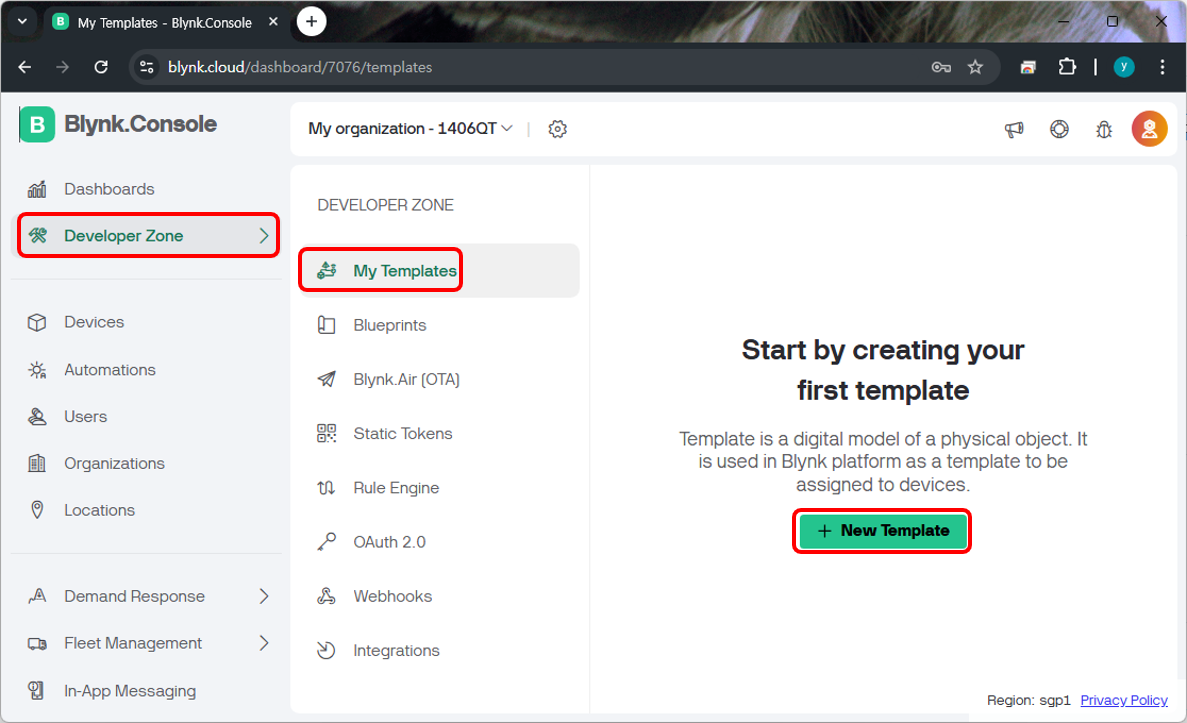 My Templates - Blynk.Console
blynk.cloud/dashboard/7076/templates
y
B
Blynk.Console
My organization - 1406QT
Dashboards
Developer Zone
Devices
Automations
Users
Organizations
Locations
Demand Response
Fleet Management
In-App Messaging
DEVELOPER ZONE
My Templates
Blueprints
Blynk.Air (OTA)
Static Tokens
Rule Engine
OAuth 2.0
Webhooks
Integrations
Start by creating your
first template
Template is a digital model of a physical object. It
is used in Blynk platform as a template to be
assigned to devices.
+ New Template
Region: sgp1 Privacy Policy